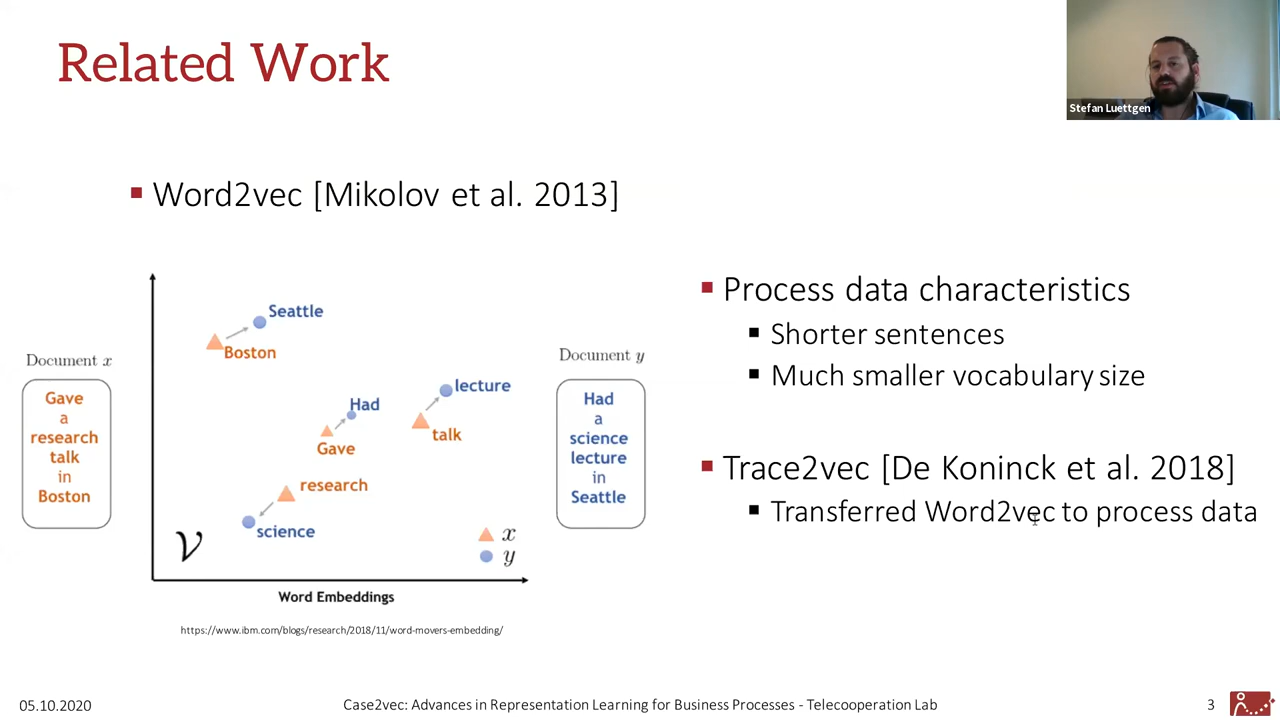 Related Work
Stefan Luettgen
Word2vec [Mikolov et al. 2013]
Document x
Gave
a
research
talk
in
Boston
Seattle
Boston
lecture
Had
talk
Gave
research
science
𝒱
x
y
Word Embeddings
Document y
Had
a
science
lecture
in
Seattle
https://www.ibm.com/blogs/research/2018/11/word-movers-embedding/
Process data characteristics
Shorter sentences
Much smaller vocabulary size
Trace2vec [De Koninck et al. 2018]
Transferred Word2vec to process data
05.10.2020
Case2vec: Advances in Representation Learning for Business Processes - Telecooperation Lab
3